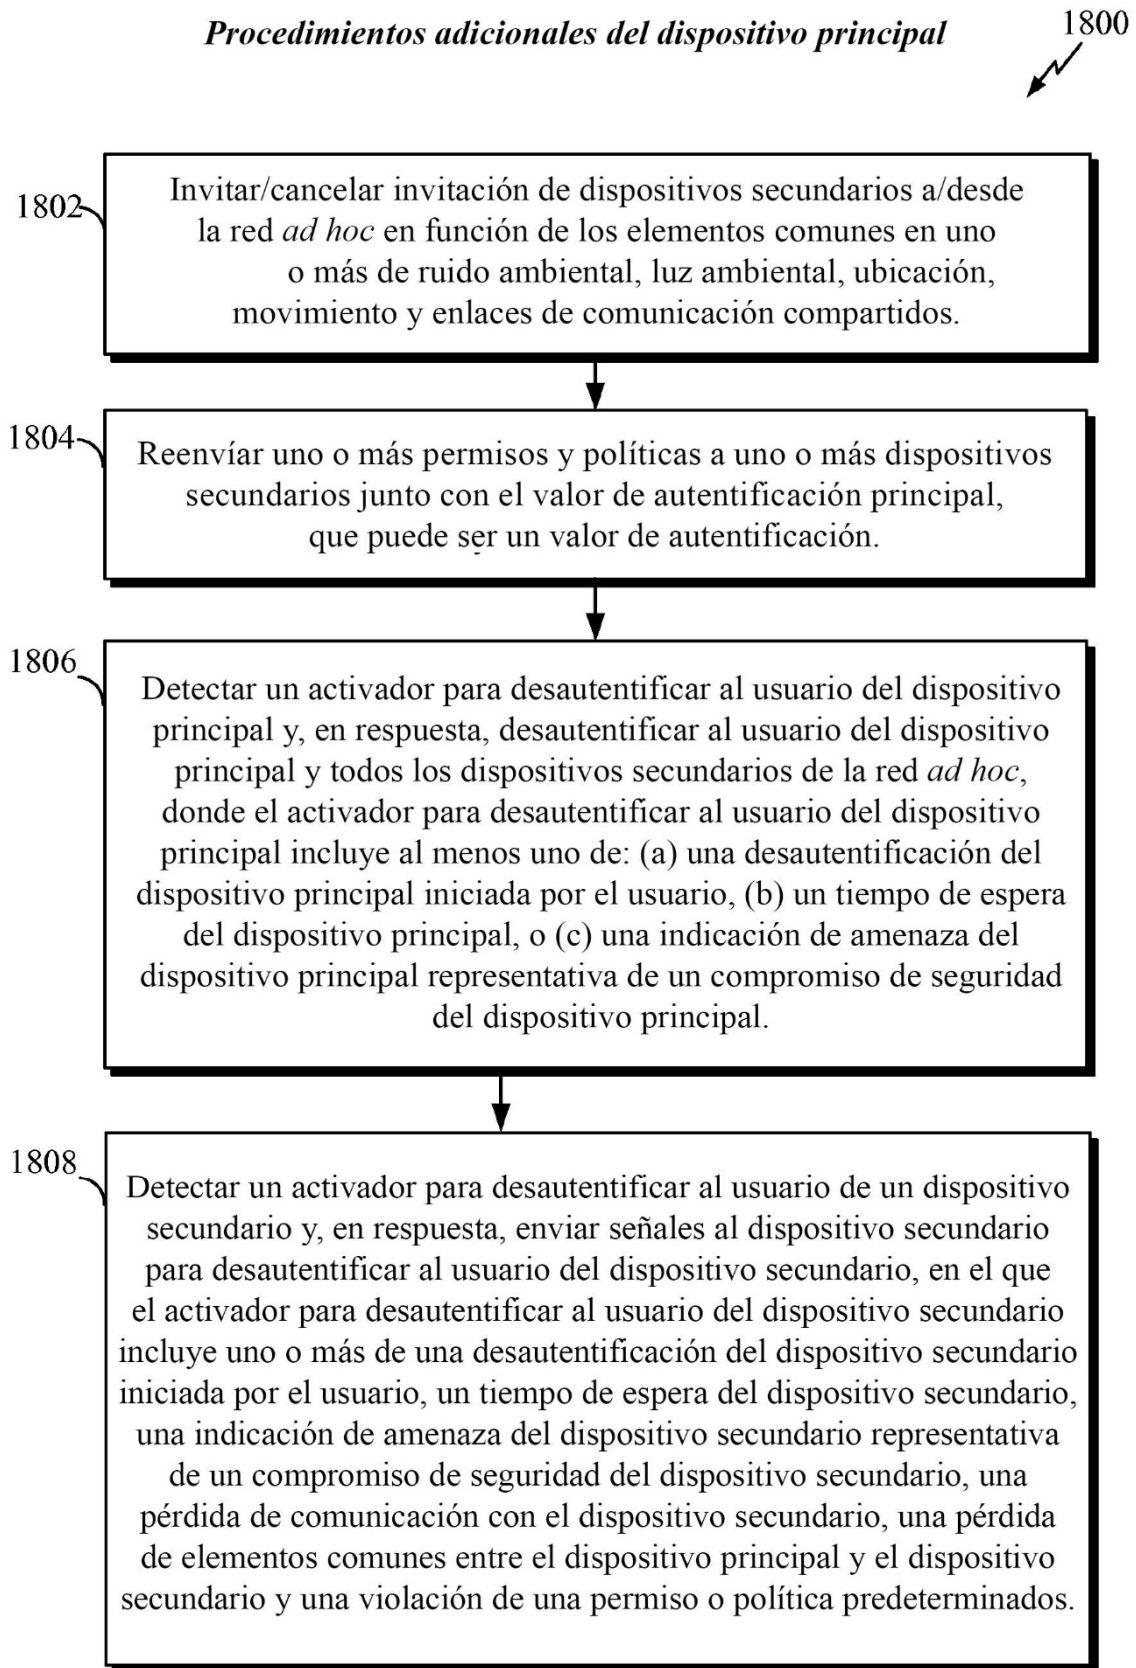 Procedimientos adicionales del dispositivo principal
1800
1802
Invitar/cancelar invitación de dispositivos secundarios a/desde
la red ad hoc en función de los elementos comunes en uno
o más de ruido ambiental, luz ambiental, ubicación,
movimiento y enlaces de comunicación compartidos.
1804
Reenvíar uno o más permisos y políticas a uno o más dispositivos
secundarios junto con el valor de autentificación principal,
que puede ser un valor de autentificación.
1806
Detectar un activador para desautentificar al usuario del dispositivo
principal y, en respuesta, desautentificar al usuario del dispositivo
principal y todos los dispositivos secundarios de la red ad hoc,
donde el activador para desautentificar al usuario del dispositivo
principal incluye al menos uno de: (a) una desautentificación del
dispositivo principal iniciada por el usuario, (b) un tiempo de espera
del dispositivo principal, o (c) una indicación de amenaza del
dispositivo principal representativa de un compromiso de seguridad
del dispositivo principal.
1808
Detectar un activador para desautentificar al usuario de un dispositivo
secundario y, en respuesta, enviar señales al dispositivo secundario
para desautentificar al usuario del dispositivo secundario, en el que
el activador para desautentificar al usuario del dispositivo secundario
incluye uno o más de una desautentificación del dispositivo secundario
iniciada por el usuario, un tiempo de espera del dispositivo secundario,
una indicación de amenaza del dispositivo secundario representativa
de un compromiso de seguridad del dispositivo secundario, una
pérdida de comunicación con el dispositivo secundario, una pérdida
de elementos comunes entre el dispositivo principal y el dispositivo
secundario y una violación de una permiso o política predeterminados.